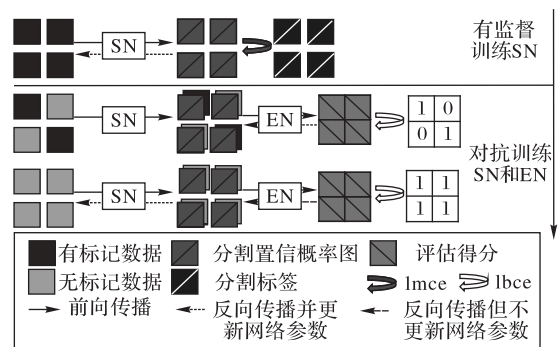 SN
有监督
训练SN
SN
EN
1 0
0 1
对抗训练
SN和EN
SN
EN
1 1
1 1
有标记数据
分割置信概率图
评估得分
无标记数据
分割标签
lmce
lbce
前向传播
反向传播并更
新网络参数
反向传播但不
更新网络参数